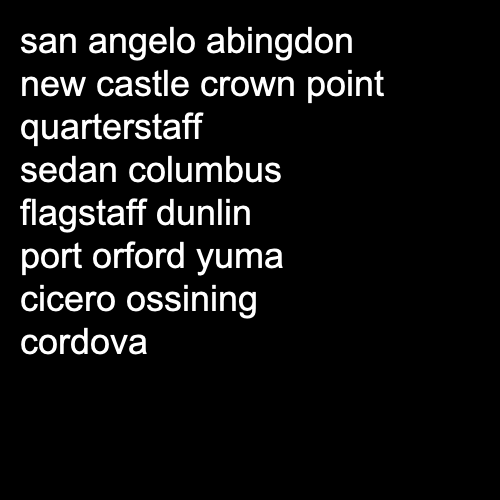 san angelo abingdon
new castle crown point
quarterstaff
sedan columbus
flagstaff dunlin
port orford yuma
cicero ossining
cordova